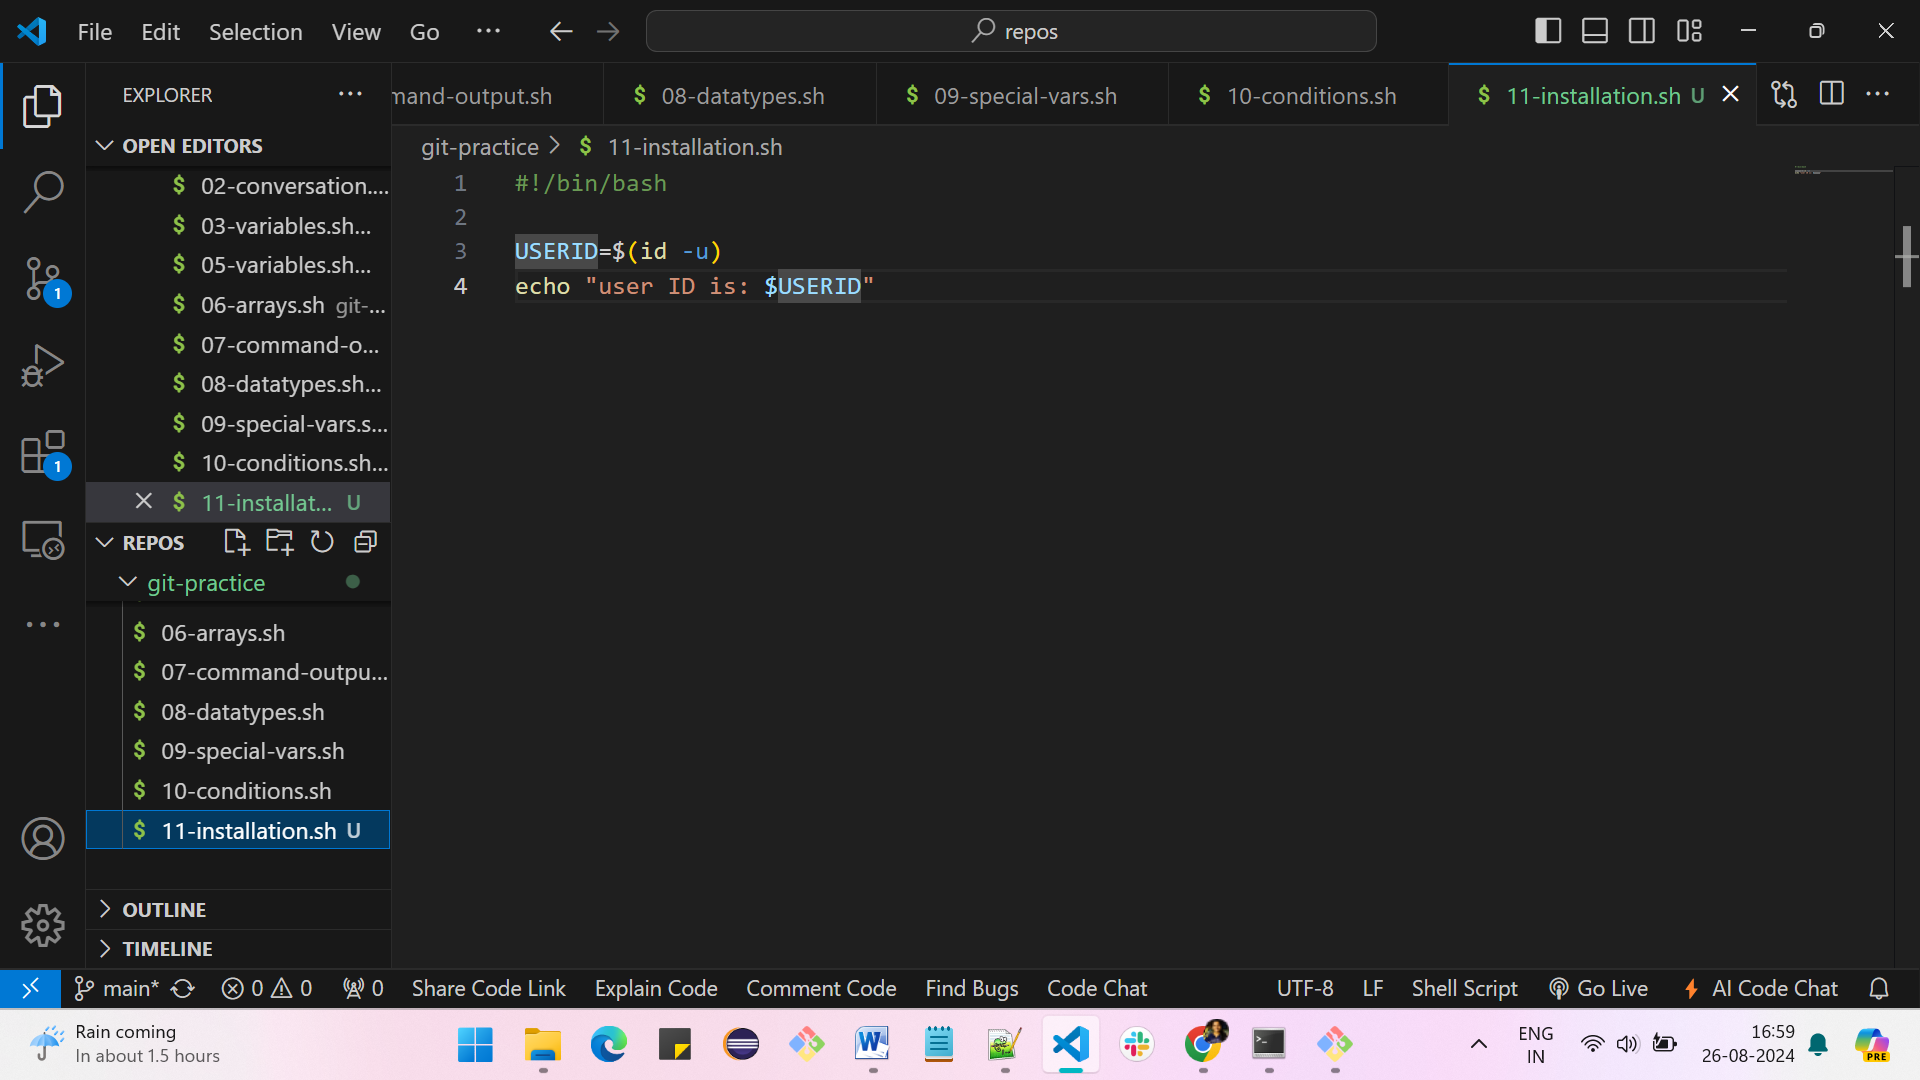 File Edit Selection View Go ··· repos
EXPLORER ···
mand-output.sh $ 08-datatypes.sh $ 09-special-vars.sh $ 10-conditions.sh $ 11-installation.sh U ···
OPEN EDITORS
$ 02-conversation....
$ 03-variables.sh...
$ 05-variables.sh...
$ 06-arrays.sh git-...
$ 07-command-o...
$ 08-datatypes.sh...
$ 09-special-vars.s...
$ 10-conditions.sh...
$ 11-installat... U
REPOS
git-practice
$ 06-arrays.sh
$ 07-command-outpu...
$ 08-datatypes.sh
$ 09-special-vars.sh
$ 10-conditions.sh
$ 11-installation.sh U
OUTLINE
TIMELINE
1
1
git-practice > $ 11-installation.sh
1 #!/bin/bash
2
3 USERID=$(id -u)
4 echo "user ID is: $USERID"
main* 0 0 0 Share Code Link Explain Code Comment Code Find Bugs Code Chat UTF-8 LF Shell Script Go Live AI Code Chat
Rain coming
In about 1.5 hours
ENG
IN
16:59
26-08-2024
PRE